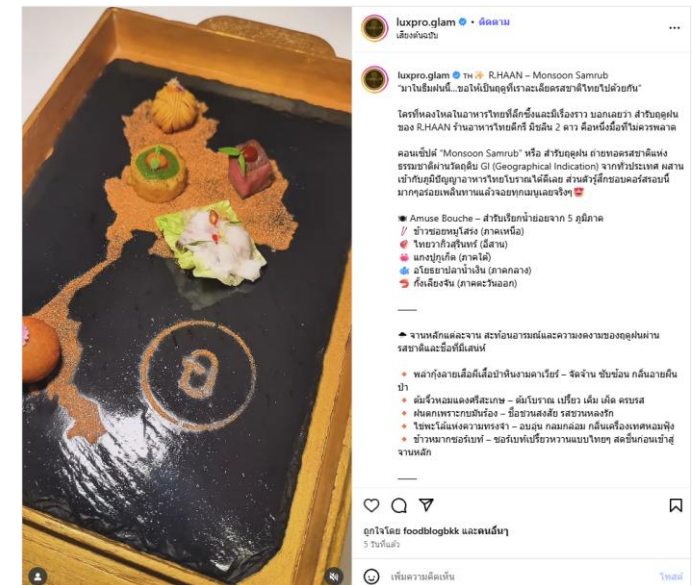 luxpro.glam • ติดตาม
เสียงต้นฉบับ
luxpro.glam TH✨ R.HAAN – Monsoon Samrub
“มาในธีมฝนนี้...ขอให้เป็นฤดูที่เราละเลียดรสชาติไทยไปด้วยกัน”
ใครที่หลงใหลในอาหารไทยที่ลึกซึ้งและมีเรื่องราว บอกเลยว่า สำรับฤดูฝน
ของ R.HAAN ร้านอาหารไทยดีกรี มิชลิน 2 ดาว คือหนึ่งมื้อที่ไม่ควรพลาด
คอนเซ็ปต์ “Monsoon Samrub” หรือ สำรับฤดูฝน ถ่ายทอดรสชาติแห่ง
ธรรมชาติผ่านวัตถุดิบ GI (Geographical Indication) จากทั่วประเทศ ผสาน
เข้ากับภูมิปัญญาอาหารไทยโบราณได้ดีเลย ส่วนตัวรู้สึกชอบคอร์สรอบนี้
มากๆอร่อยเพลินทานแล้วจอยทุกเมนูเลยจริงๆ
🍽 Amuse Bouche – สำรับเรียกน้ำย่อยจาก 5 ภูมิภาค
🥢 ข้าวซอยหมูโสร่ง (ภาคเหนือ)
🥩 ไทยวากิวสุรินทร์ (อีสาน)
🦀 แกงปูภูเก็ต (ภาคใต้)
🐟 อโยธยาปลาน้ำเงิน (ภาคกลาง)
🦐 กั้งเลียงจัน (ภาคตะวันออก)
——
🌧 จานหลักแต่ละจาน สะท้อนอารมณ์และความงดงามของฤดูฝนผ่าน
รสชาติและชื่อที่มีเสน่ห์
🔸 พล่ากุ้งลายเสือผีเสื้อป่าหิมงามคาเวียร์ – จัดจ้าน ซับซ้อน กลิ่นอายผืน
ป่า
🔸 ต้มจิ๋วหอมแดงศรีสะเกษ – ต้มโบราณ เปรี้ยว เค็ม เผ็ด ครบรส
🔸 ฝนตกเพราะกบมันร้อง – ชื่อชวนสงสัย รสชวนหลงรัก
🔸 ไข่พะโล้แห่งความทรงจำ – อบอุ่น กลมกล่อม กลิ่นเครื่องเทศหอมฟุ้ง
🔸 ข้าวหมากซอร์เบท์ – ซอร์เบท์เปรี้ยวหวานแบบไทยๆ สดชื่นก่อนเข้าสู่
จานหลัก
——
ถูกใจโดย foodblogbkk และคนอื่นๆ
5 วันที่แล้ว
เพิ่มความคิดเห็น
โพสต์